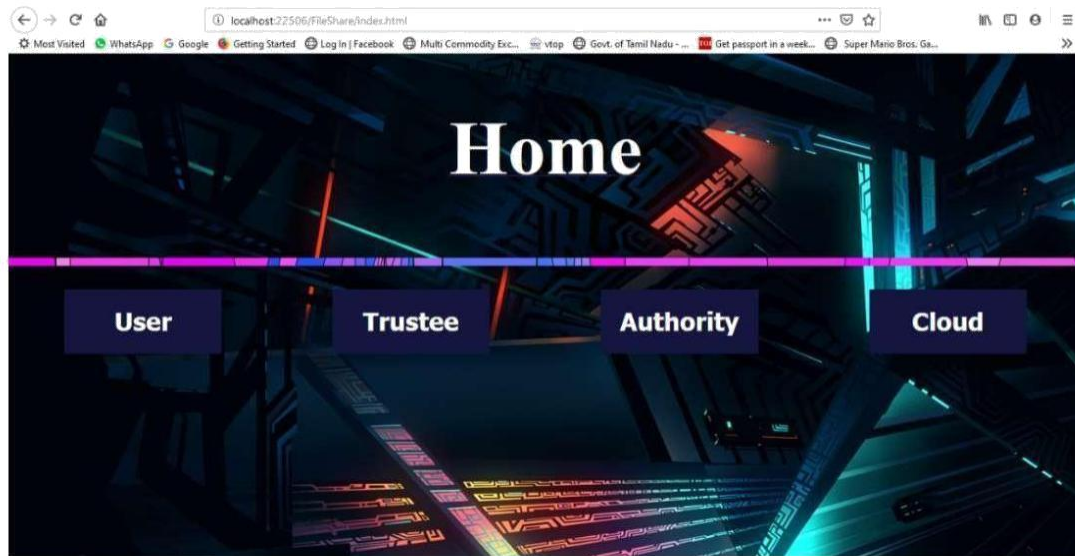 localhost:22506/FileShare/index.html
Most Visited WhatsApp Google Getting Started Log In | Facebook Multi Commodity Exc... vtop Govt. of Tamil Nadu - ... TOI Get passport in a week... Super Mario Bros. Ga...
Home
User Trustee Authority Cloud